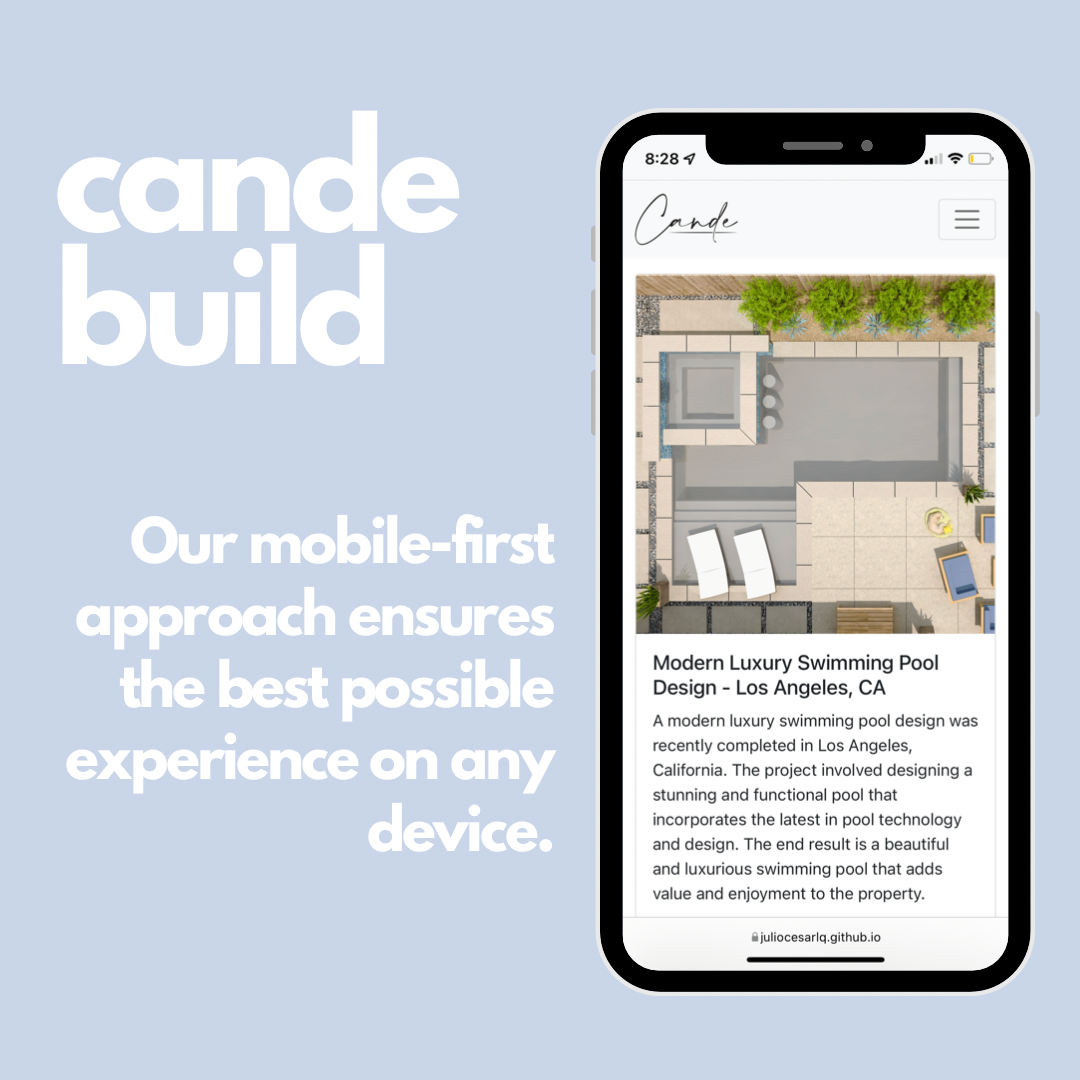 cande
build
Our mobile-first
approach ensures
the best possible
experience on any
device.
8:28
Cande
Modern Luxury Swimming Pool
Design - Los Angeles, CA
A modern luxury swimming pool design was
recently completed in Los Angeles,
California. The project involved designing a
stunning and functional pool that
incorporates the latest in pool technology
and design. The end result is a beautiful
and luxurious swimming pool that adds
value and enjoyment to the property.
juliocesarlq.github.io